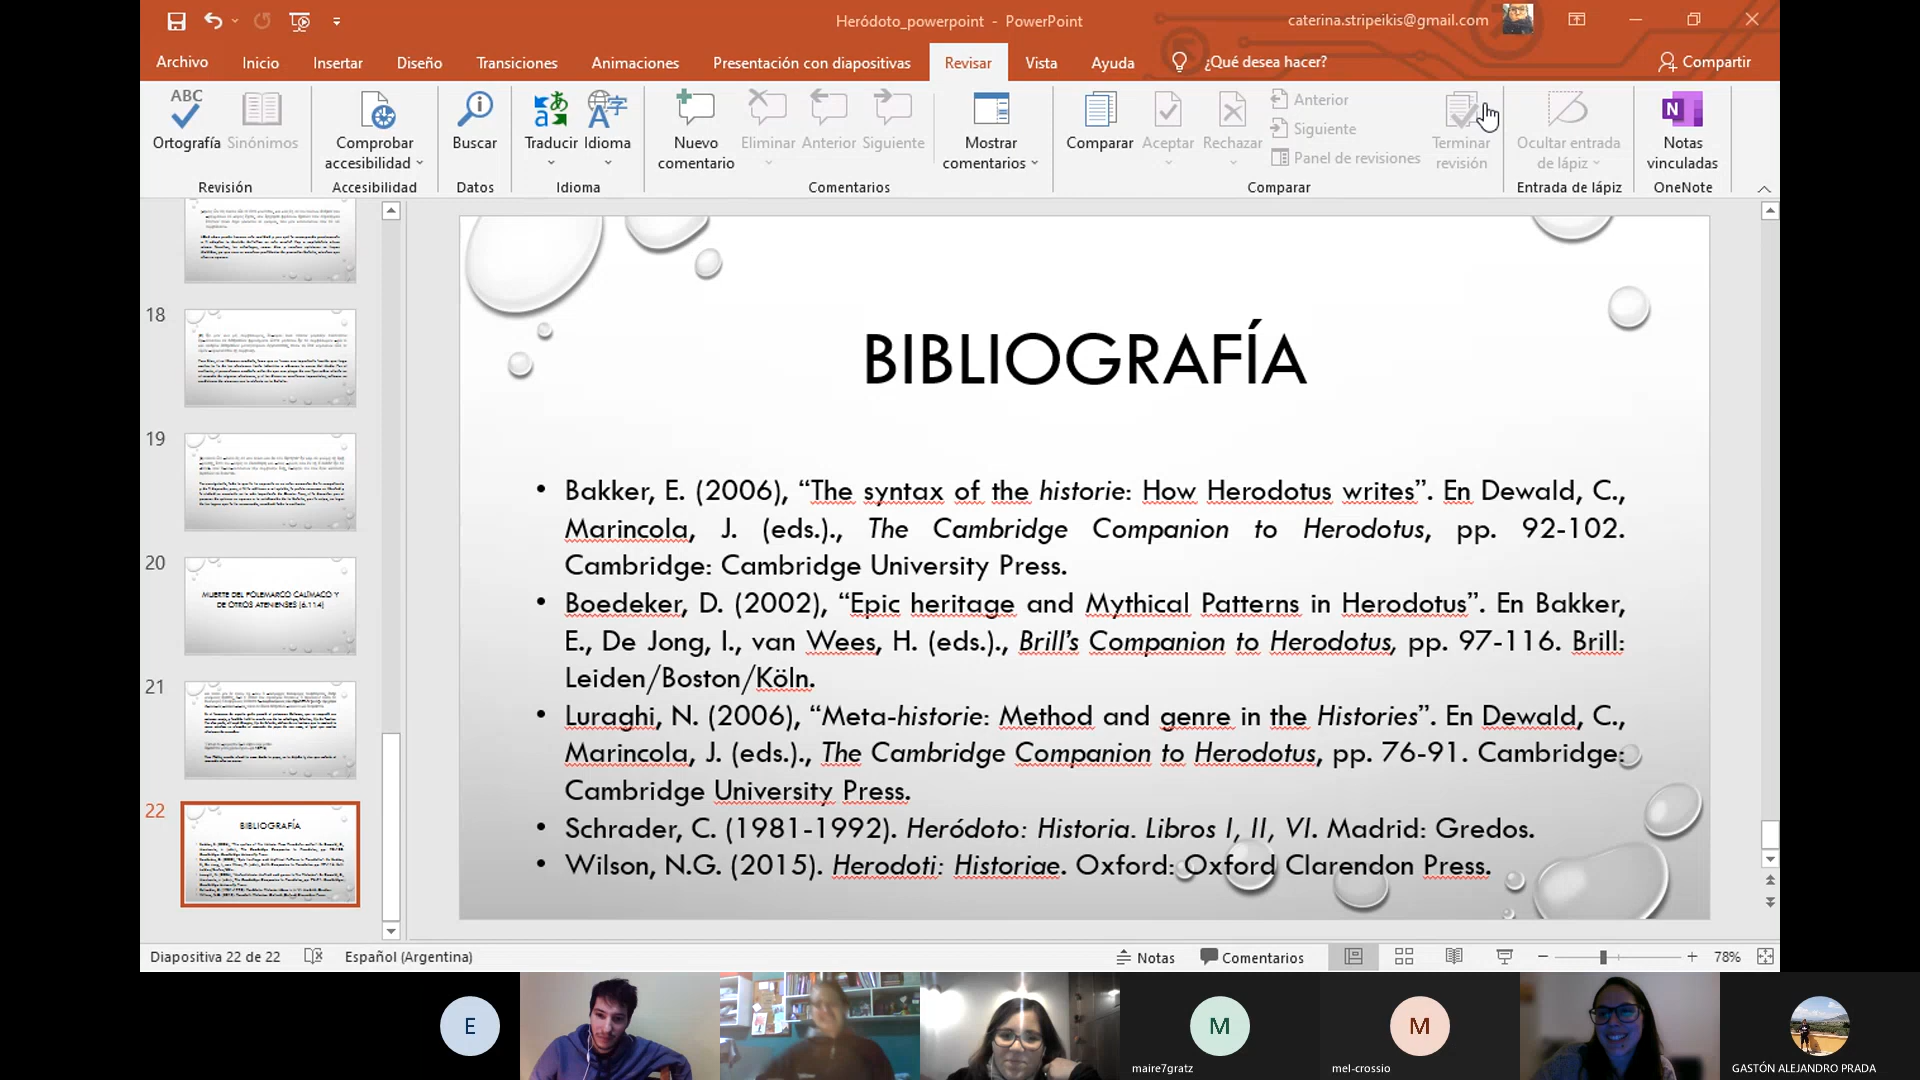 Heródoto_powerpoint - PowerPoint
caterina.stripeikis@gmail.com
Archivo Inicio Insertar Diseño Transiciones Animaciones Presentación con diapositivas Revisar Vista Ayuda ¿Qué desea hacer? Compartir
ABC
Ortografía Sinónimos
Revisión
Comprobar
accesibilidad
Accesibilidad
Buscar
Datos
Traducir Idioma
Idioma
Nuevo
comentario
Eliminar Anterior Siguiente
Mostrar
comentarios
Comentarios
Comparar Aceptar Rechazar
Anterior
Siguiente
Panel de revisiones
Terminar
revisión
Comparar
Ocultar entrada
de lápiz
Entrada de lápiz
N
Notas
vinculadas
OneNote
18
19
20
MUERTE DEL POLEMARCO CALÍMACO Y
DE OTROS ATENIENSES (6.114)
21
22
BIBLIOGRAFÍA
BIBLIOGRAFÍA
• Bakker, E. (2006), “The syntax of the historie: How Herodotus writes”. En Dewald, C.,
Marincola, J. (eds.)., The Cambridge Companion to Herodotus, pp. 92-102.
Cambridge: Cambridge University Press.
• Boedeker, D. (2002), “Epic heritage and Mythical Patterns in Herodotus”. En Bakker,
E., De Jong, I., van Wees, H. (eds.)., Brill’s Companion to Herodotus, pp. 97-116. Brill:
Leiden/Boston/Köln.
• Luraghi, N. (2006), “Meta-historie: Method and genre in the Histories”. En Dewald, C.,
Marincola, J. (eds.)., The Cambridge Companion to Herodotus, pp. 76-91. Cambridge:
Cambridge University Press.
• Schrader, C. (1981-1992). Heródoto: Historia. Libros I, II, VI. Madrid: Gredos.
• Wilson, N.G. (2015). Herodoti: Historiae. Oxford: Oxford Clarendon Press.
Diapositiva 22 de 22 Español (Argentina) Notas Comentarios 78%
E
M
maire7gratz
M
mel-crossio
GASTÓN ALEJANDRO PRADA